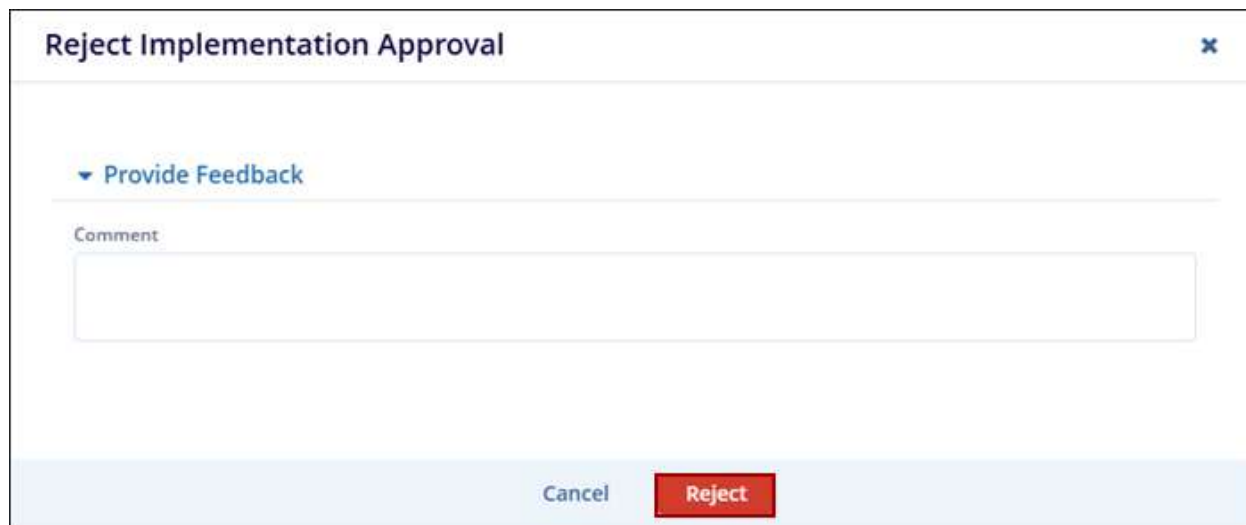 Reject Implementation Approval
Provide Feedback
Comment
Cancel Reject